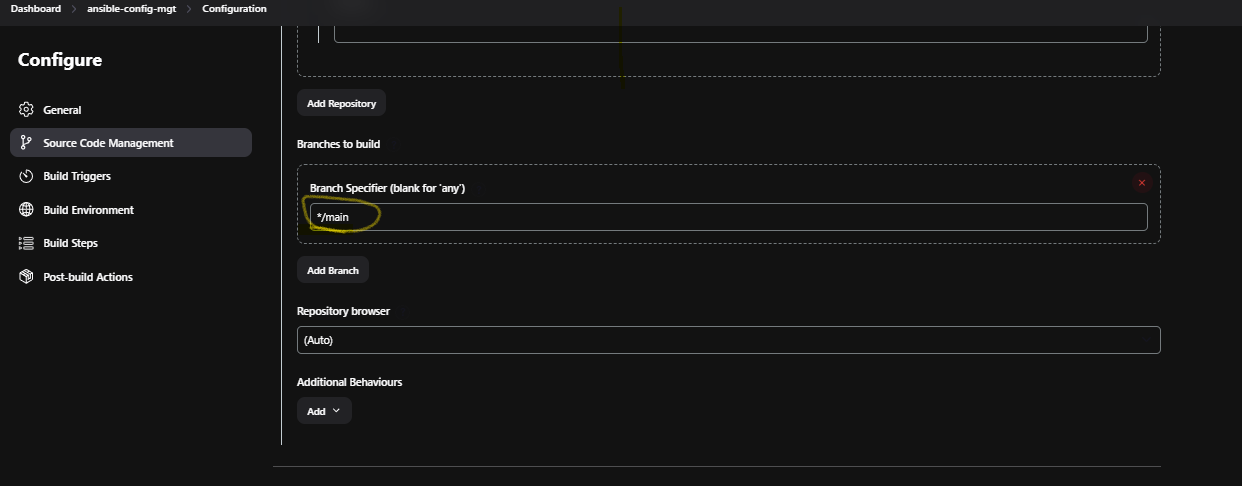 Dashboard > ansible-config-mgt > Configuration
Configure
General
Source Code Management
Build Triggers
Build Environment
Build Steps
Post-build Actions
Add Repository
Branches to build
Branch Specifier (blank for 'any')
*/main
Add Branch
Repository browser
(Auto)
Additional Behaviours
Add